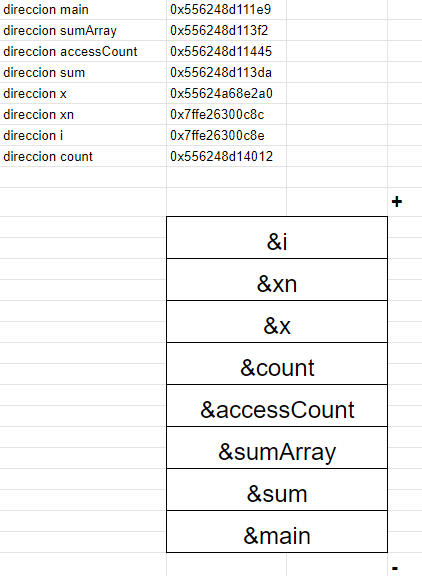 direccion main 0x556248d111e9
direccion sumArray 0x556248d113f2
direccion accessCount 0x556248d11445
direccion sum 0x556248d113da
direccion x 0x55624a68e2a0
direccion xn 0x7ffe26300c8c
direccion i 0x7ffe26300c8e
direccion count 0x556248d14012
+
&i
&xn
&x
&count
&accessCount
&sumArray
&sum
&main
-